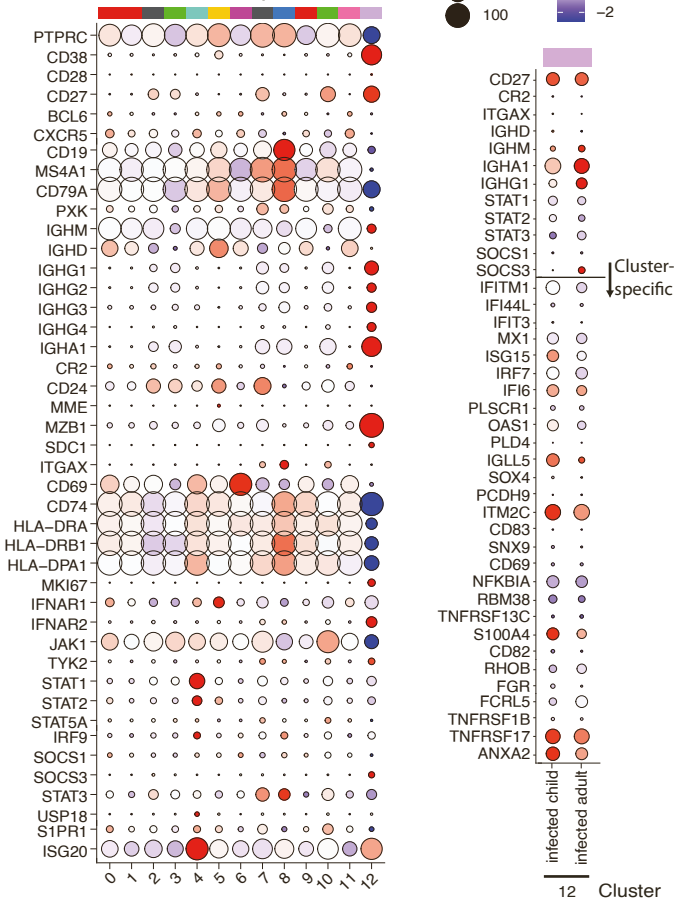 100
−2
PTPRC
CD38
CD28
CD27
BCL6
CXCR5
CD19
MS4A1
CD79A
PXK
IGHM
IGHD
IGHG1
IGHG2
IGHG3
IGHG4
IGHA1
CR2
CD24
MME
MZB1
SDC1
ITGAX
CD69
CD74
HLA−DRA
HLA−DRB1
HLA−DPA1
MKI67
IFNAR1
IFNAR2
JAK1
TYK2
STAT1
STAT2
STAT5A
IRF9
SOCS1
SOCS3
STAT3
USP18
S1PR1
ISG20
0 1 2 3 4 5 6 7 8 9 10 11 12
CD27
CR2
ITGAX
IGHD
IGHM
IGHA1
IGHG1
STAT1
STAT2
STAT3
SOCS1
SOCS3
Cluster-
specific
IFITM1
IFI44L
IFIT3
MX1
ISG15
IRF7
IFI6
PLSCR1
OAS1
PLD4
IGLL5
SOX4
PCDH9
ITM2C
CD83
SNX9
CD69
NFKBIA
RBM38
TNFRSF13C
S100A4
CD82
RHOB
FGR
FCRL5
TNFRSF1B
TNFRSF17
ANXA2
infected child
infected adult
12 Cluster